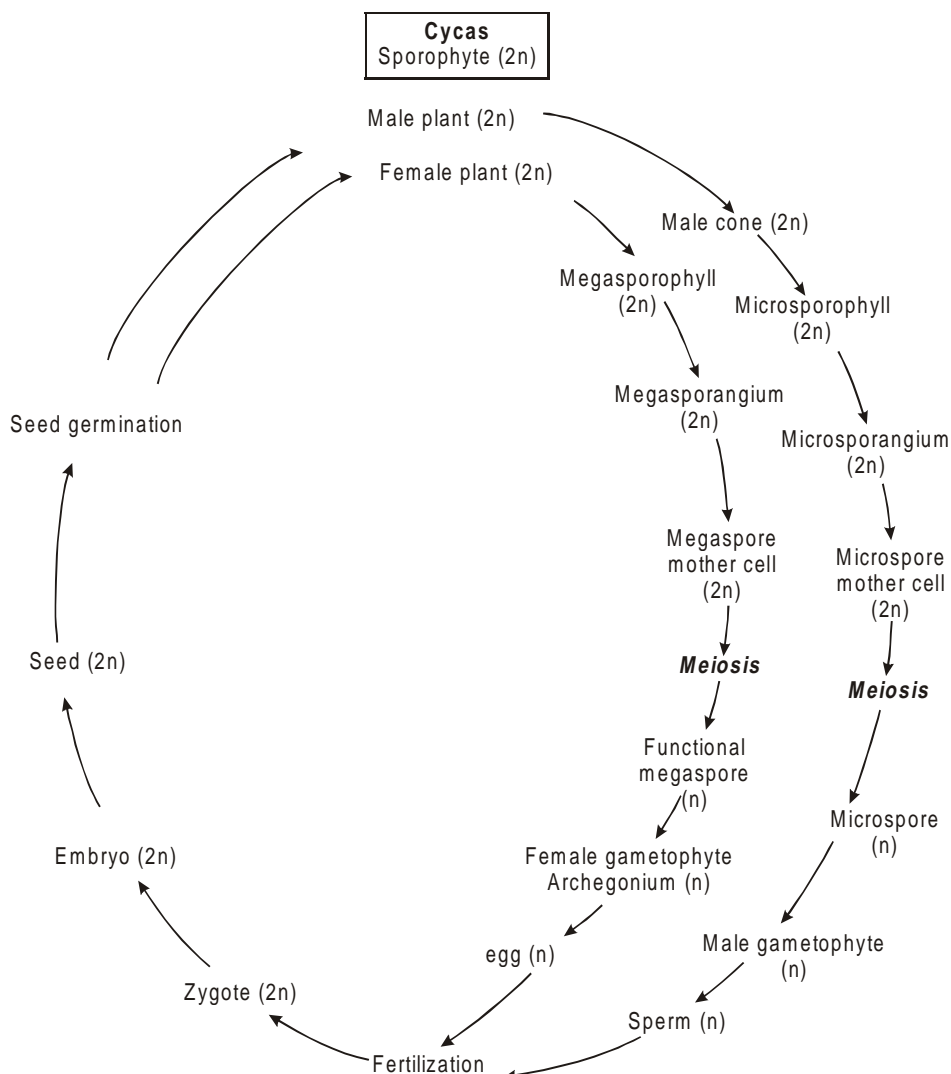 Cycas
Sporophyte (2n)
Male plant (2n)
Female plant (2n)
Male cone (2n)
Megasporophyll
(2n)
Microsporophyll
(2n)
Megasporangium
(2n)
Microsporangium
(2n)
Megaspore
mother cell
(2n)
Microspore
mother cell
(2n)
Meiosis
Meiosis
Functional
megaspore
(n)
Microspore
(n)
Female gametophyte
Archegonium (n)
Male gametophyte
(n)
egg (n)
Sperm (n)
Fertilization
Zygote (2n)
Embryo (2n)
Seed (2n)
Seed germination